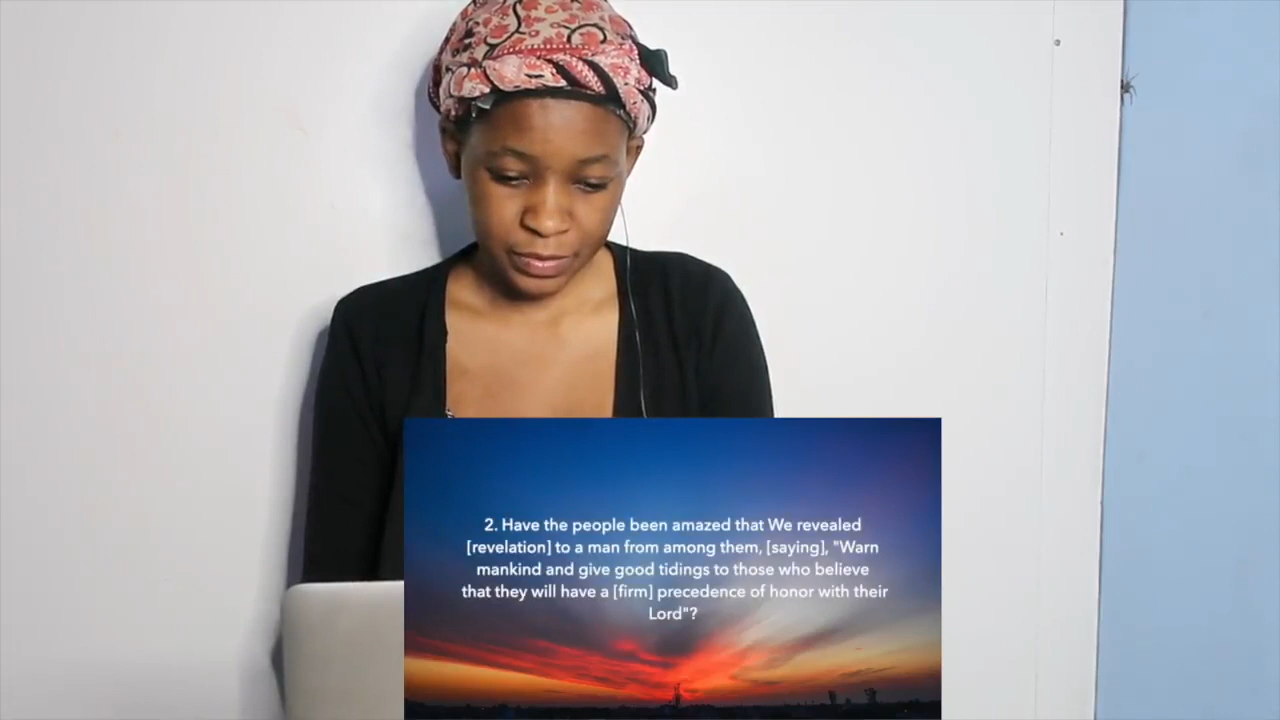 2. Have the people been amazed that We revealed
[revelation] to a man from among them, [saying], "Warn
mankind and give good tidings to those who believe
that they will have a [firm] precedence of honor with their
Lord"?